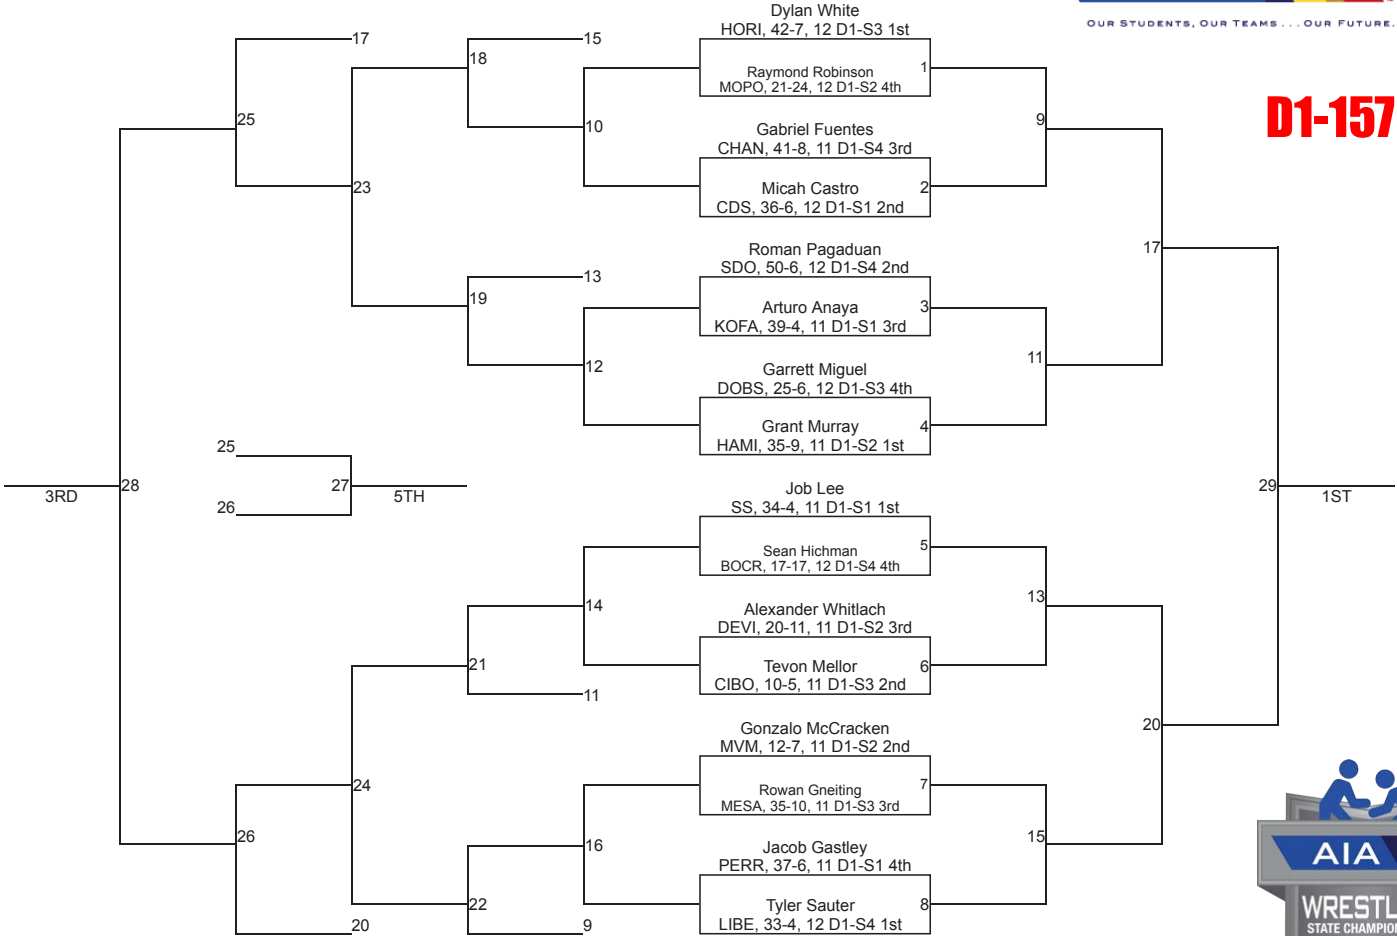 OUR STUDENTS, OUR TEAMS . . . OUR FUTURE.
D1-157
Dylan White
HORI, 42-7, 12 D1-S3 1st
Raymond Robinson
MOPO, 21-24, 12 D1-S2 4th
1
Gabriel Fuentes
CHAN, 41-8, 11 D1-S4 3rd
Micah Castro
CDS, 36-6, 12 D1-S1 2nd
2
Roman Pagaduan
SDO, 50-6, 12 D1-S4 2nd
Arturo Anaya
KOFA, 39-4, 11 D1-S1 3rd
3
Garrett Miguel
DOBS, 25-6, 12 D1-S3 4th
Grant Murray
HAMI, 35-9, 11 D1-S2 1st
4
Job Lee
SS, 34-4, 11 D1-S1 1st
Sean Hichman
BOCR, 17-17, 12 D1-S4 4th
5
Alexander Whitlach
DEVI, 20-11, 11 D1-S2 3rd
Tevon Mellor
CIBO, 10-5, 11 D1-S3 2nd
6
Gonzalo McCracken
MVM, 12-7, 11 D1-S2 2nd
Rowan Gneiting
MESA, 35-10, 11 D1-S3 3rd
7
Jacob Gastley
PERR, 37-6, 11 D1-S1 4th
Tyler Sauter
LIBE, 33-4, 12 D1-S4 1st
8
9
11
13
15
17
20
29
1ST
17
15
18
25
10
23
13
19
12
25
26
27
5TH
28
3RD
14
21
11
24
26
16
22
20
9
AIA
WRESTL
STATE CHAMPIO